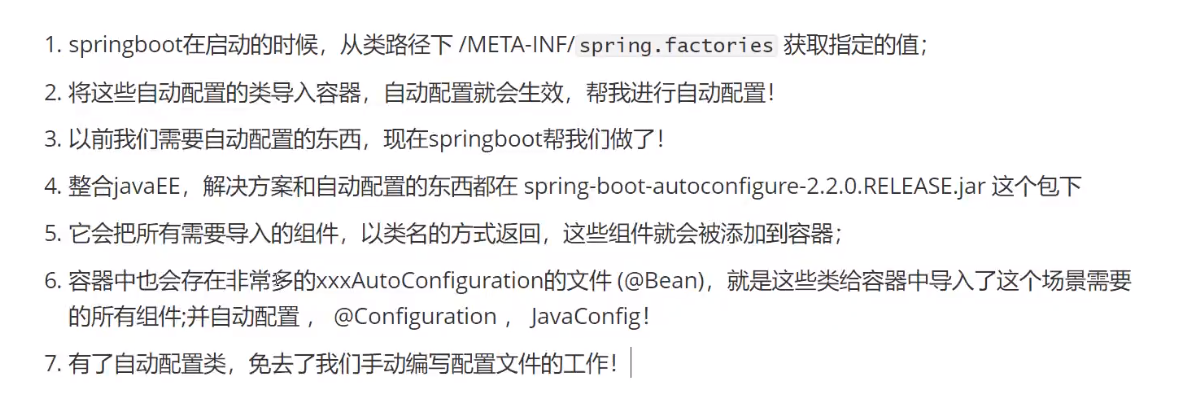 1. springboot在启动的时候，从类路径下 /META-INF/spring.factories 获取指定的值；
2. 将这些自动配置的类导入容器，自动配置就会生效，帮我进行自动配置！
3. 以前我们需要自动配置的东西，现在springboot帮我们做了！
4. 整合javaEE，解决方案和自动配置的东西都在 spring-boot-autoconfigure-2.2.0.RELEASE.jar 这个包下
5. 它会把所有需要导入的组件，以类名的方式返回，这些组件就会被添加到容器；
6. 容器中也会存在非常多的xxxAutoConfiguration的文件 (@Bean)，就是这些类给容器中导入了这个场景需要
的所有组件;并自动配置 ， @Configuration ， JavaConfig！
7. 有了自动配置类，免去了我们手动编写配置文件的工作！